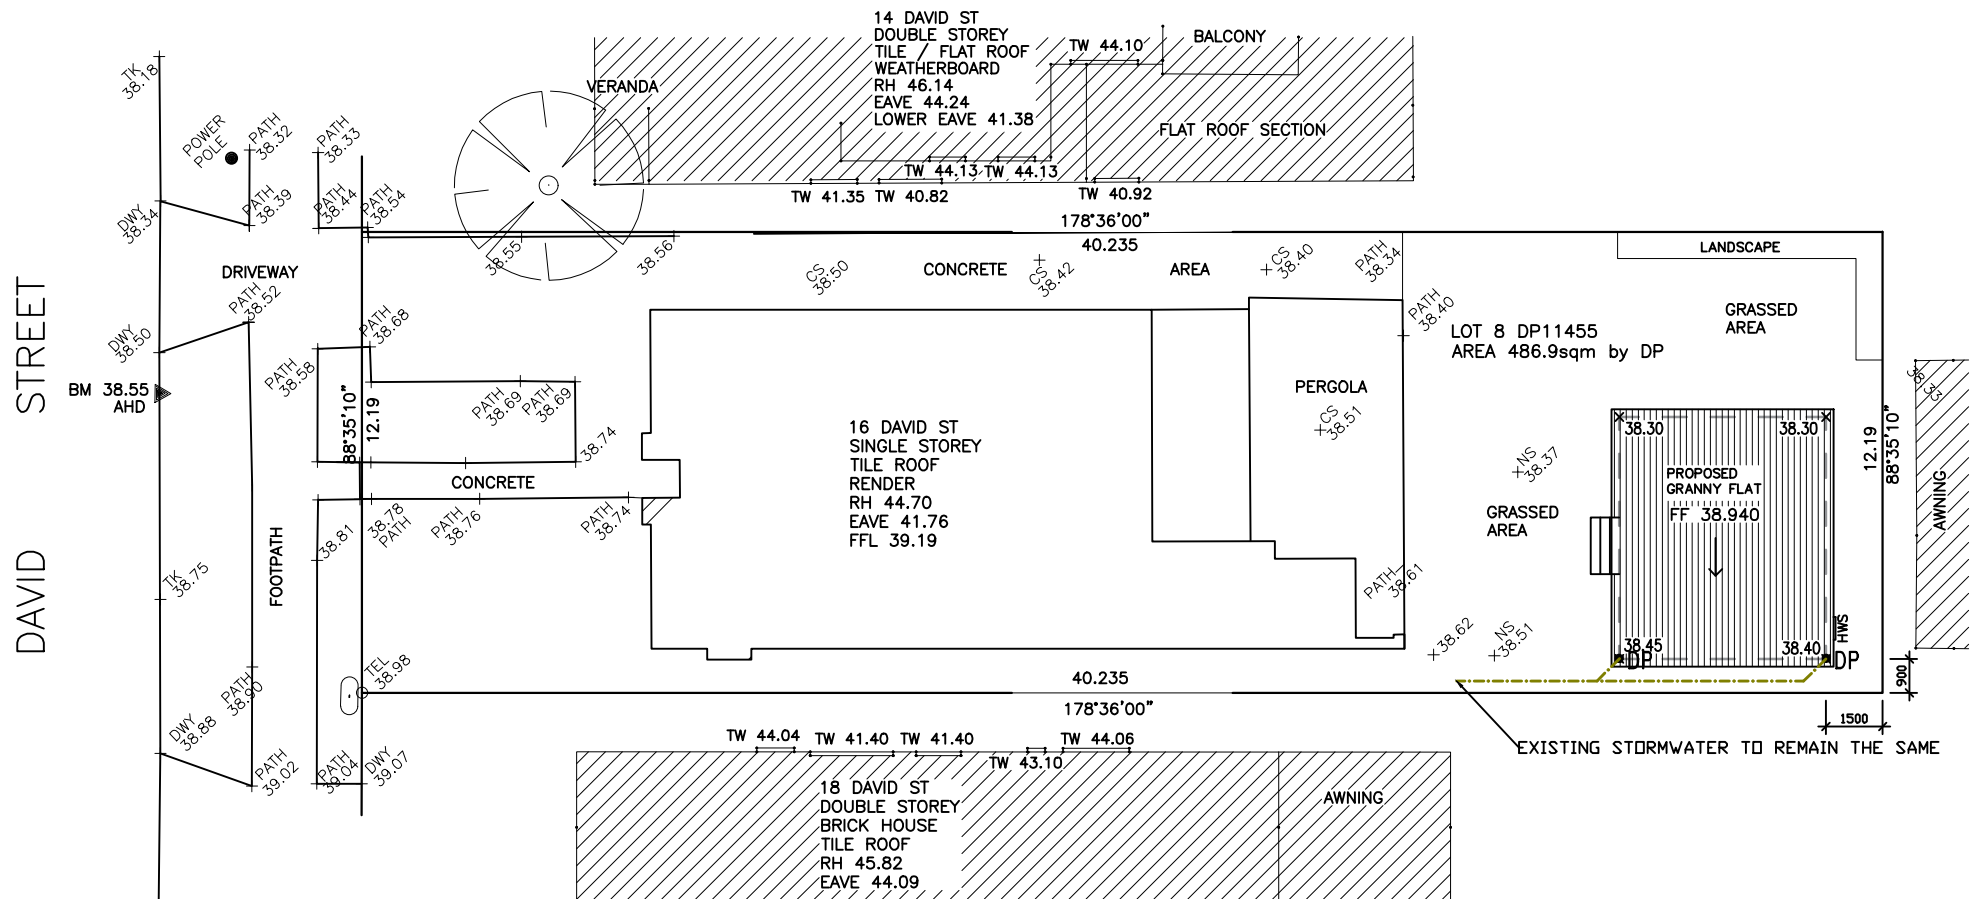 14 DAVID ST
DOUBLE STOREY
TILE / FLAT ROOF
WEATHERBOARD
RH 46.14
EAVE 44.24
LOWER EAVE 41.38
TW 44.10
BALCONY
VERANDA
FLAT ROOF SECTION
TW 44.13
TW 44.13
TW 41.35
TW 40.82
TW 40.92
TK
38.18
POWER
POLE
PATH
38.32
PATH
38.33
DWY
38.34
PATH
38.39
PATH
38.44
PATH
38.54
178°36'00"
40.235
38.55
38.56
CS
38.50
CONCRETE
CS
38.42
AREA
CS
38.40
PATH
38.34
LANDSCAPE
DRIVEWAY
PATH
38.52
DWY
38.50
PATH
38.68
PATH
38.58
PATH
38.40
LOT 8 DP11455
AREA 486.9sqm by DP
GRASSED
AREA
BM 38.55
AHD
88°35'10"
12.19
PATH
38.69
PATH
38.69
38.74
PERGOLA
CS
38.51
38.33
38.30
38.30
12.19
88°35'10"
16 DAVID ST
SINGLE STOREY
TILE ROOF
RENDER
RH 44.70
EAVE 41.76
FFL 39.19
NS
38.37
PROPOSED
GRANNY FLAT
FF 38.940
AWNING
CONCRETE
38.81
38.78
PATH
PATH
38.76
PATH
38.74
GRASSED
AREA
DAVID STREET
FOOTPATH
TK
38.75
PATH
38.61
38.62
NS
38.51
38.45
DP
38.40
DP
HWS
900
1500
TEL
38.98
PATH
38.90
DWY
38.88
PATH
39.02
PATH
39.04
DWY
39.07
40.235
178°36'00"
TW 44.04
TW 41.40
TW 41.40
TW 43.10
TW 44.06
EXISTING STORMWATER TO REMAIN THE SAME
18 DAVID ST
DOUBLE STOREY
BRICK HOUSE
TILE ROOF
RH 45.82
EAVE 44.09
AWNING